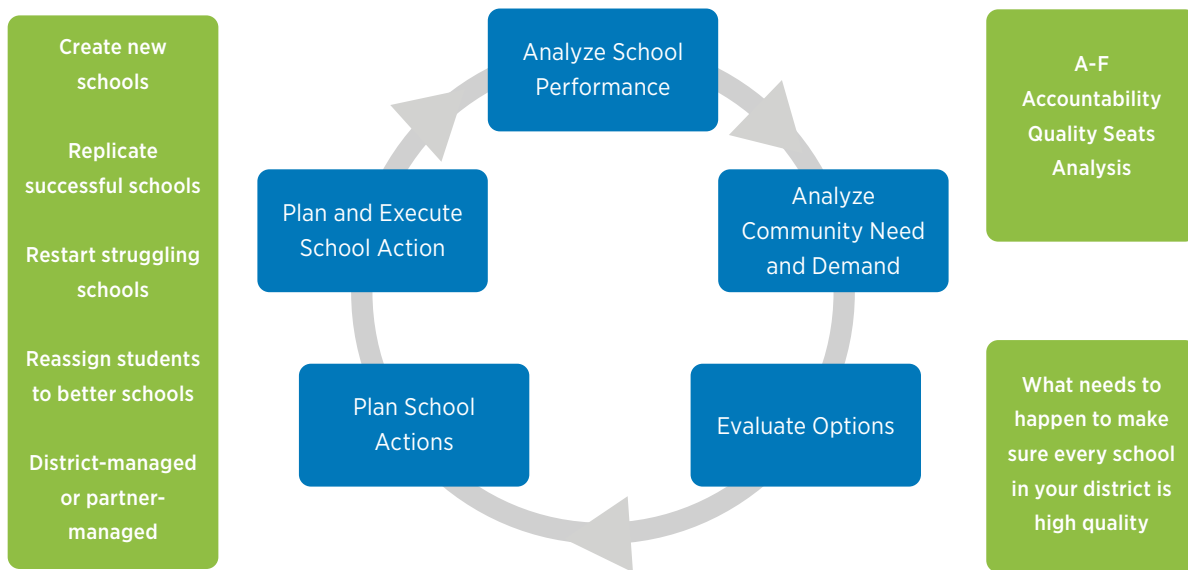 Create new
schools
Replicate
successful schools
Restart struggling
schools
Reassign students
to better schools
District-managed
or partner-
managed
Analyze School
Performance
Analyze
Community Need
and Demand
Evaluate Options
Plan School
Actions
Plan and Execute
School Action
A-F
Accountability
Quality Seats
Analysis
What needs to
happen to make
sure every school
in your district is
high quality